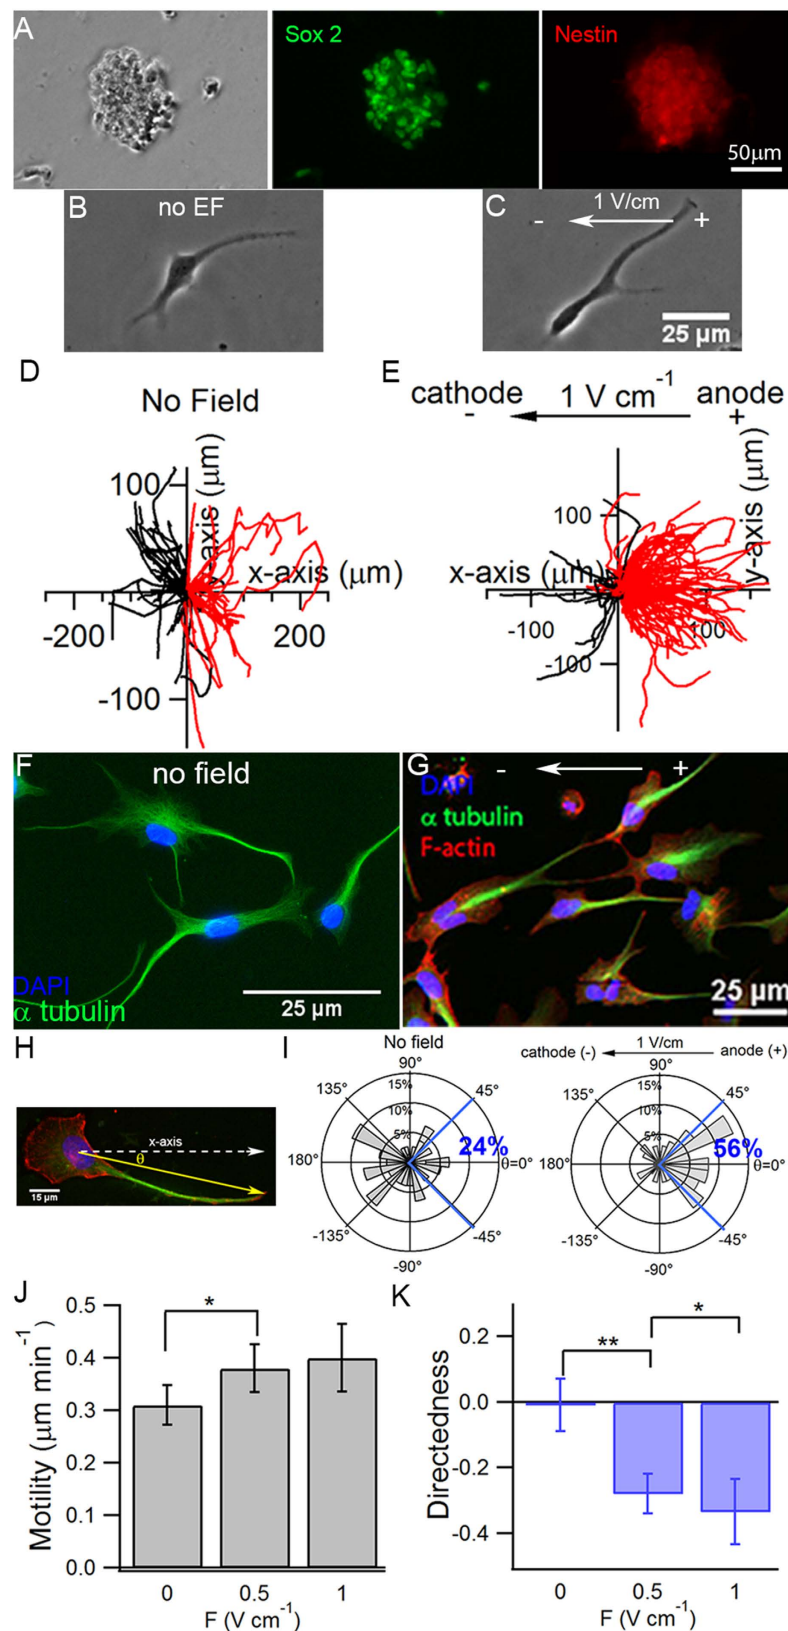 A
Sox 2
Nestin
50μm
B
no EF
C
1 V/cm
- +
25 μm
D
No Field
100
-axis (μm)
x-axis (μm)
-200
200
-100
E
cathode 1 V cm⁻¹ anode
- +
100
y-axis (μm)
x-axis (μm)
-100
100
-100
F
no field
DAPI
α tubulin
25 μm
G
- +
DAPI
α tubulin
F-actin
25 μm
H
x-axis
θ
15 μm
I
No field
90°
135°
45°
15%
10%
5%
24%
180°
θ=0°
-135°
-45°
-90°
1 V/cm
cathode (-) anode (+)
90°
135°
45°
15%
10%
5%
56%
180°
θ=0°
-135°
-45°
-90°
J
Motility (μm min⁻¹)
0.5
0.4
0.3
0.2
0.1
0.0
*
0 0.5 1
F (V cm⁻¹)
K
Directedness
0.2
0.0
-0.2
-0.4
**
*
0 0.5 1
F (V cm⁻¹)